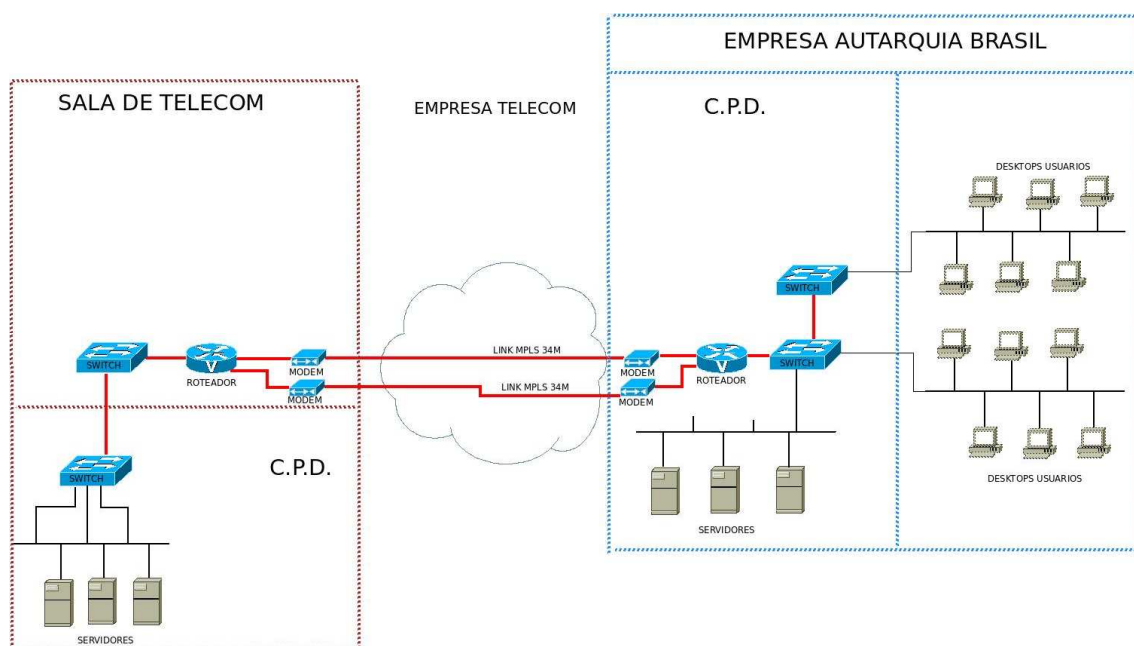 EMPRESA AUTARQUIA BRASIL
SALA DE TELECOM
EMPRESA TELECOM
C.P.D.
DESKTOPS USUARIOS
SWITCH
SWITCH
ROTEADOR
MODEM
MODEM
LINK MPLS 34M
LINK MPLS 34M
MODEM
MODEM
ROTEADOR
SWITCH
C.P.D.
SWITCH
DESKTOPS USUARIOS
SERVIDORES
SERVIDORES